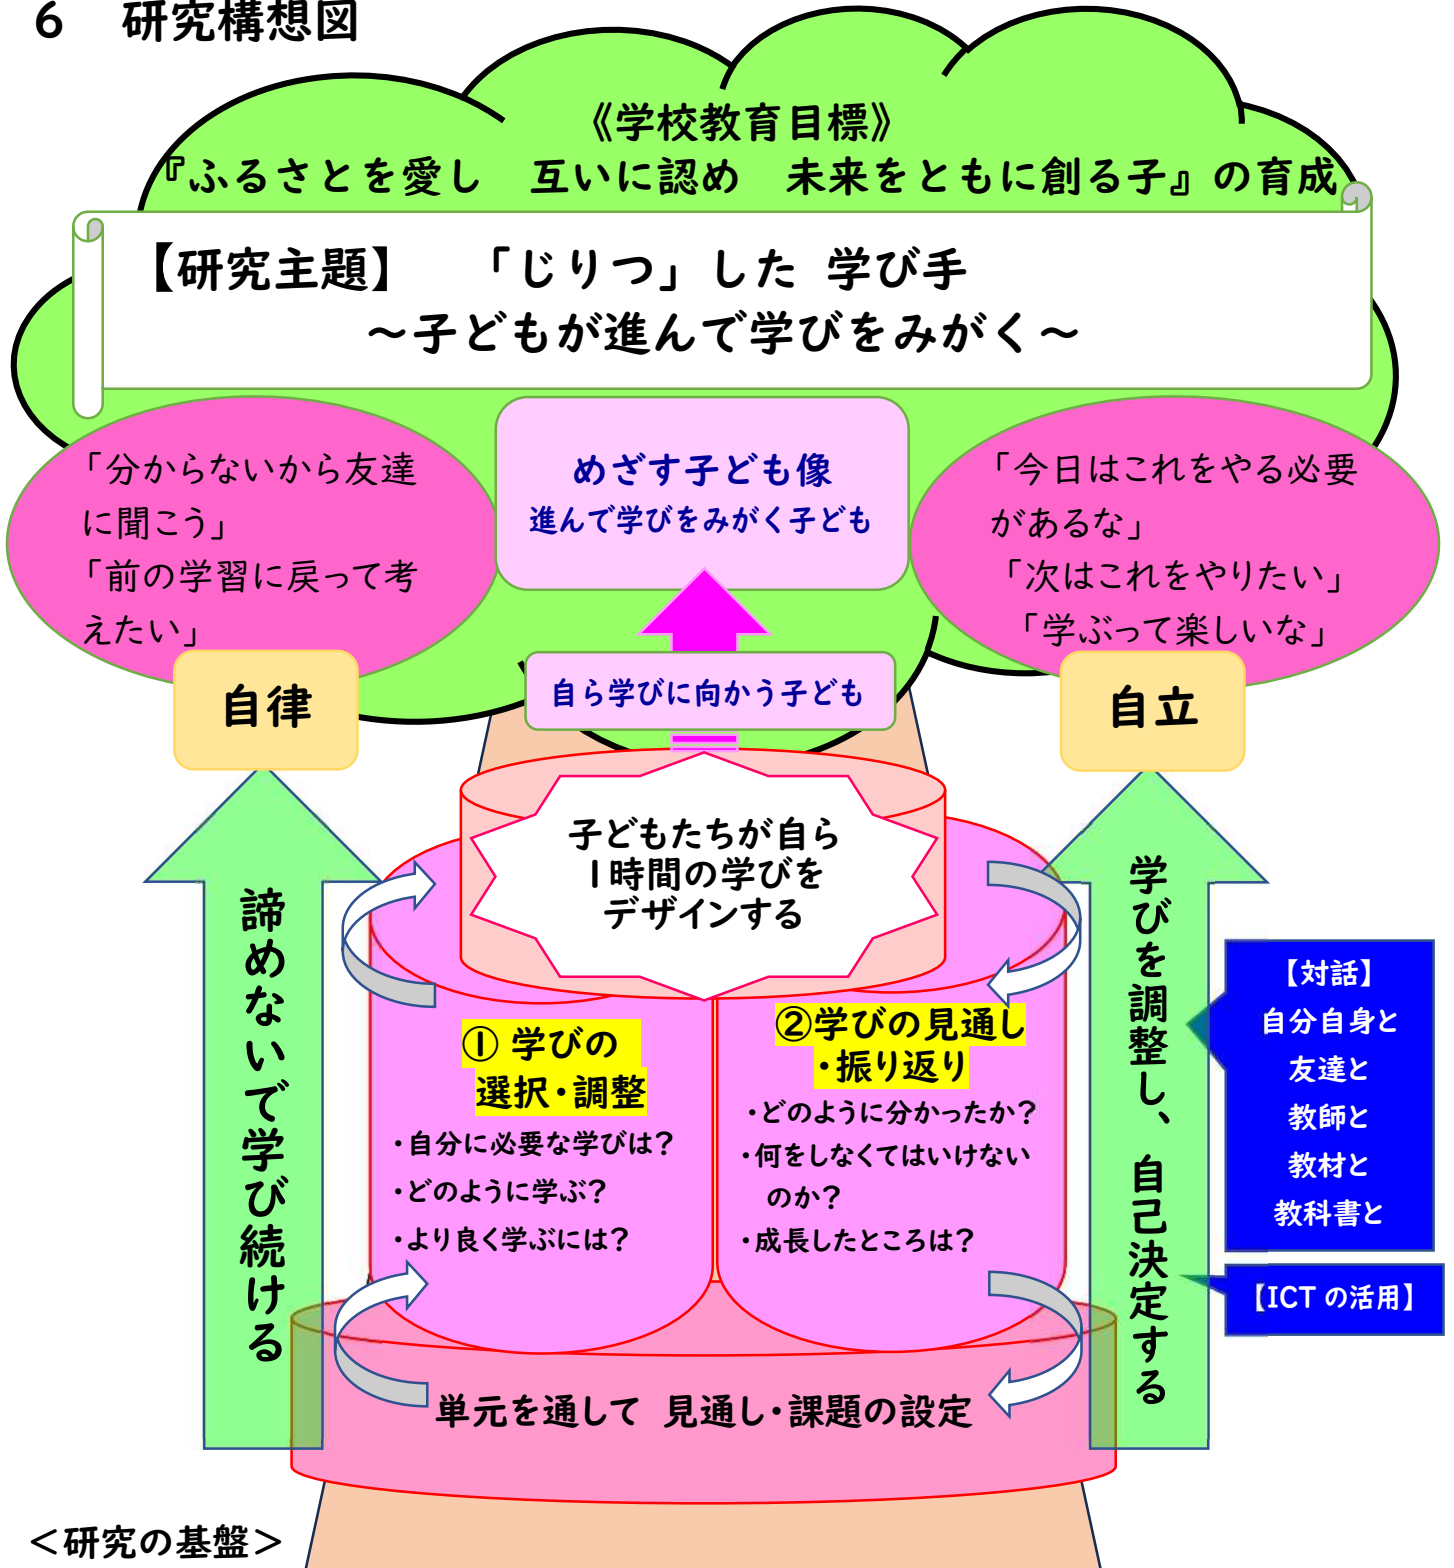 6　研究構想図
《学校教育目標》
『ふるさとを愛し　互いに認め　未来をともに創る子』の育成
【研究主題】　「じりつ」した 学び手
～子どもが進んで学びをみがく～
「分からないから友達
に聞こう」
「前の学習に戻って考
えたい」
めざす子ども像
進んで学びをみがく子ども
「今日はこれをやる必要
があるな」
「次はこれをやりたい」
「学ぶって楽しいな」
自律
自ら学びに向かう子ども
自立
子どもたちが自ら
1時間の学びを
デザインする
諦めないで学び続ける
① 学びの
選択・調整
・自分に必要な学びは？
・どのように学ぶ？
・より良く学ぶには？
②学びの見通し
・振り返り
・どのように分かったか？
・何をしなくてはいけない
のか？
・成長したところは？
学びを調整し、自己決定する
【対話】
自分自身と
友達と
教師と
教材と
教科書と
【ICT の活用】
単元を通して 見通し・課題の設定
＜研究の基盤＞